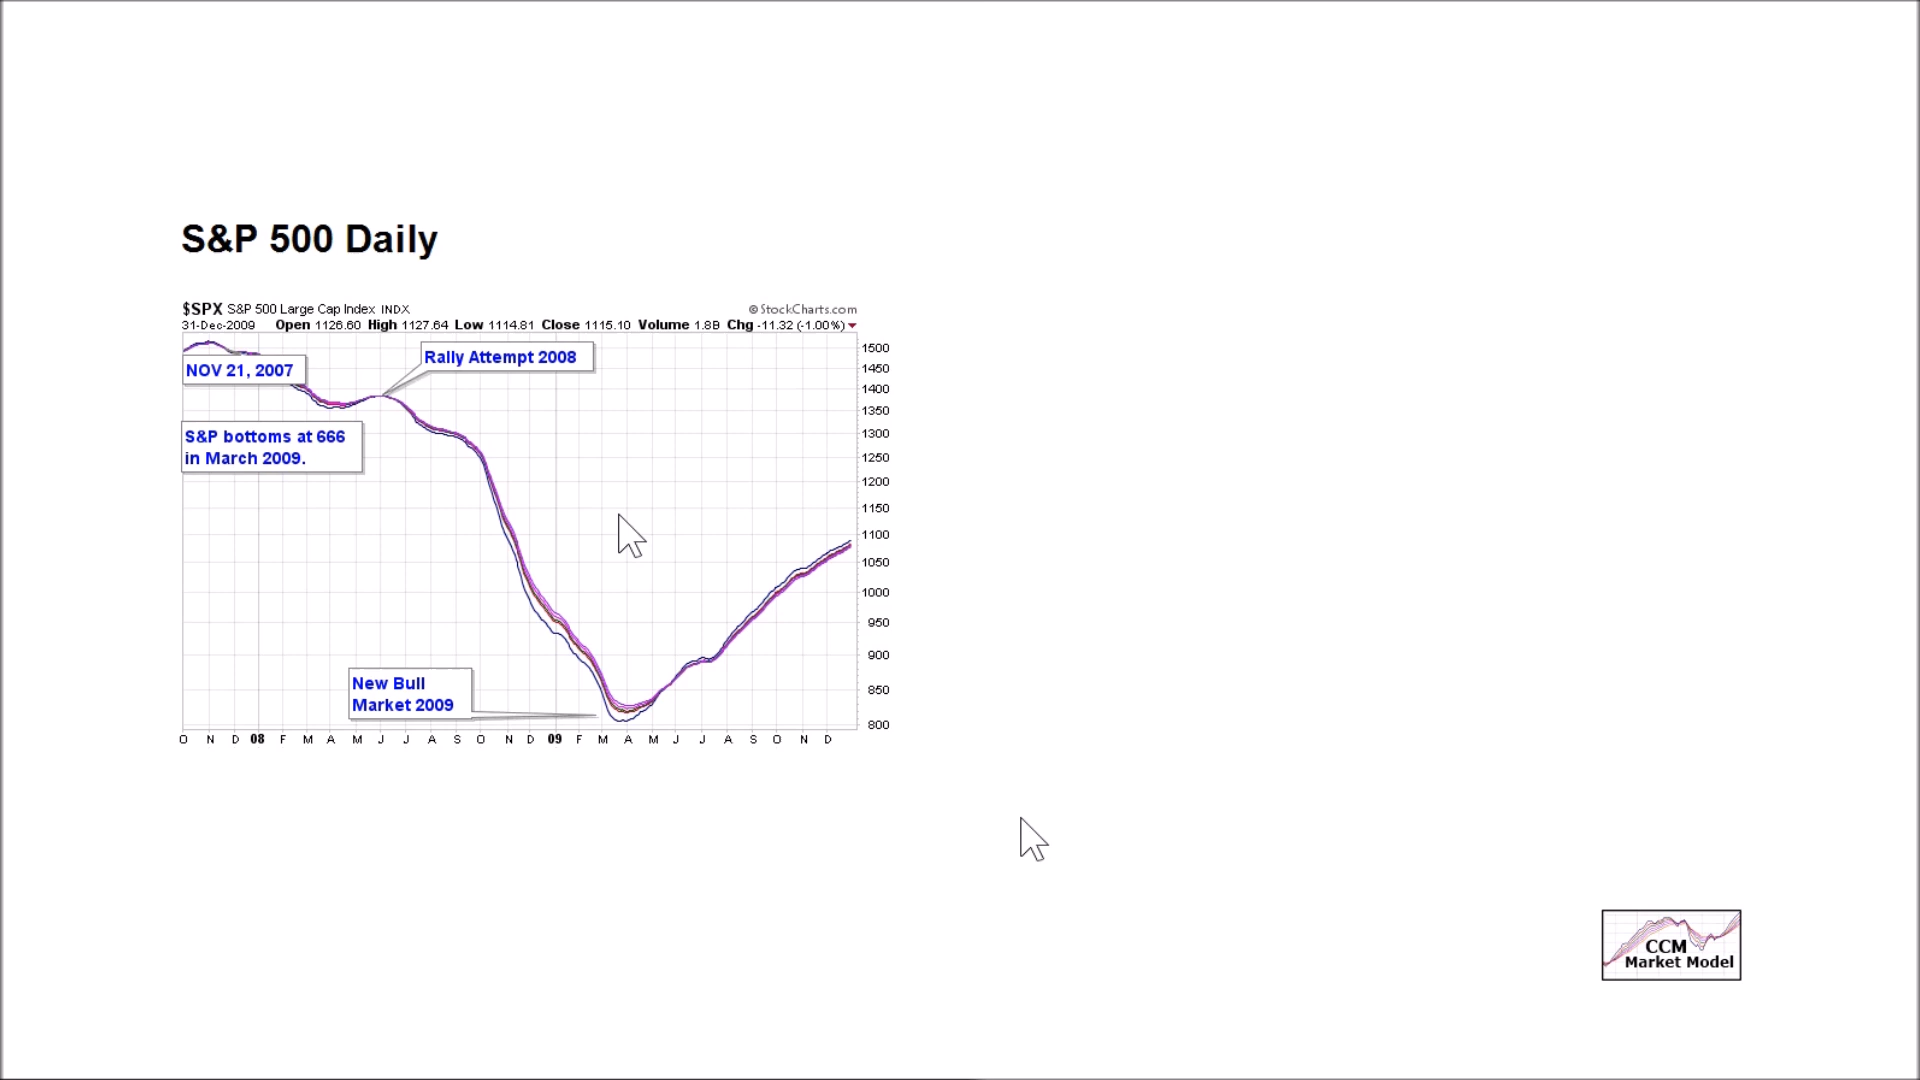 S&P 500 Daily
$SPX S&P 500 Large Cap Index INDX
© StockCharts.com
31-Dec-2009 Open 1126.60 High 1127.64 Low 1114.81 Close 1115.10 Volume 1.8B Chg -11.32 (-1.00%)
Rally Attempt 2008
NOV 21, 2007
S&P bottoms at 666
in March 2009.
New Bull
Market 2009
1500
1450
1400
1350
1300
1250
1200
1150
1100
1050
1000
950
900
850
800
O N D 08 F M A M J J A S O N D 09 F M A M J J A S O N D
CCM
Market Model